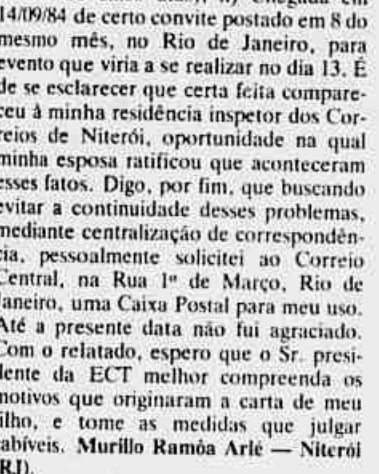 14/09/84 de certo convite postado em 8 do
mesmo mês, no Rio de Janeiro, para
evento que viria a se realizar no dia 13. É
de se esclarecer que certa feita compare-
ceu à minha residência inspetor dos Cor-
reios de Niterói, oportunidade na qual
minha esposa ratificou que aconteceram
esses fatos. Digo, por fim, que buscando
evitar a continuidade desses problemas,
mediante centralização de correspondên-
cia, pessoalmente solicitei ao Correio
Central, na Rua 1º de Março, Rio de
Janeiro, uma Caixa Postal para meu uso.
Até a presente data não fui agraciado.
Com o relatado, espero que o Sr. presi-
dente da ECT melhor compreenda os
motivos que originaram a carta de meu
filho, e tome as medidas que julgar
cabíveis. Murillo Ramôa Arlé — Niterói
(RJ).